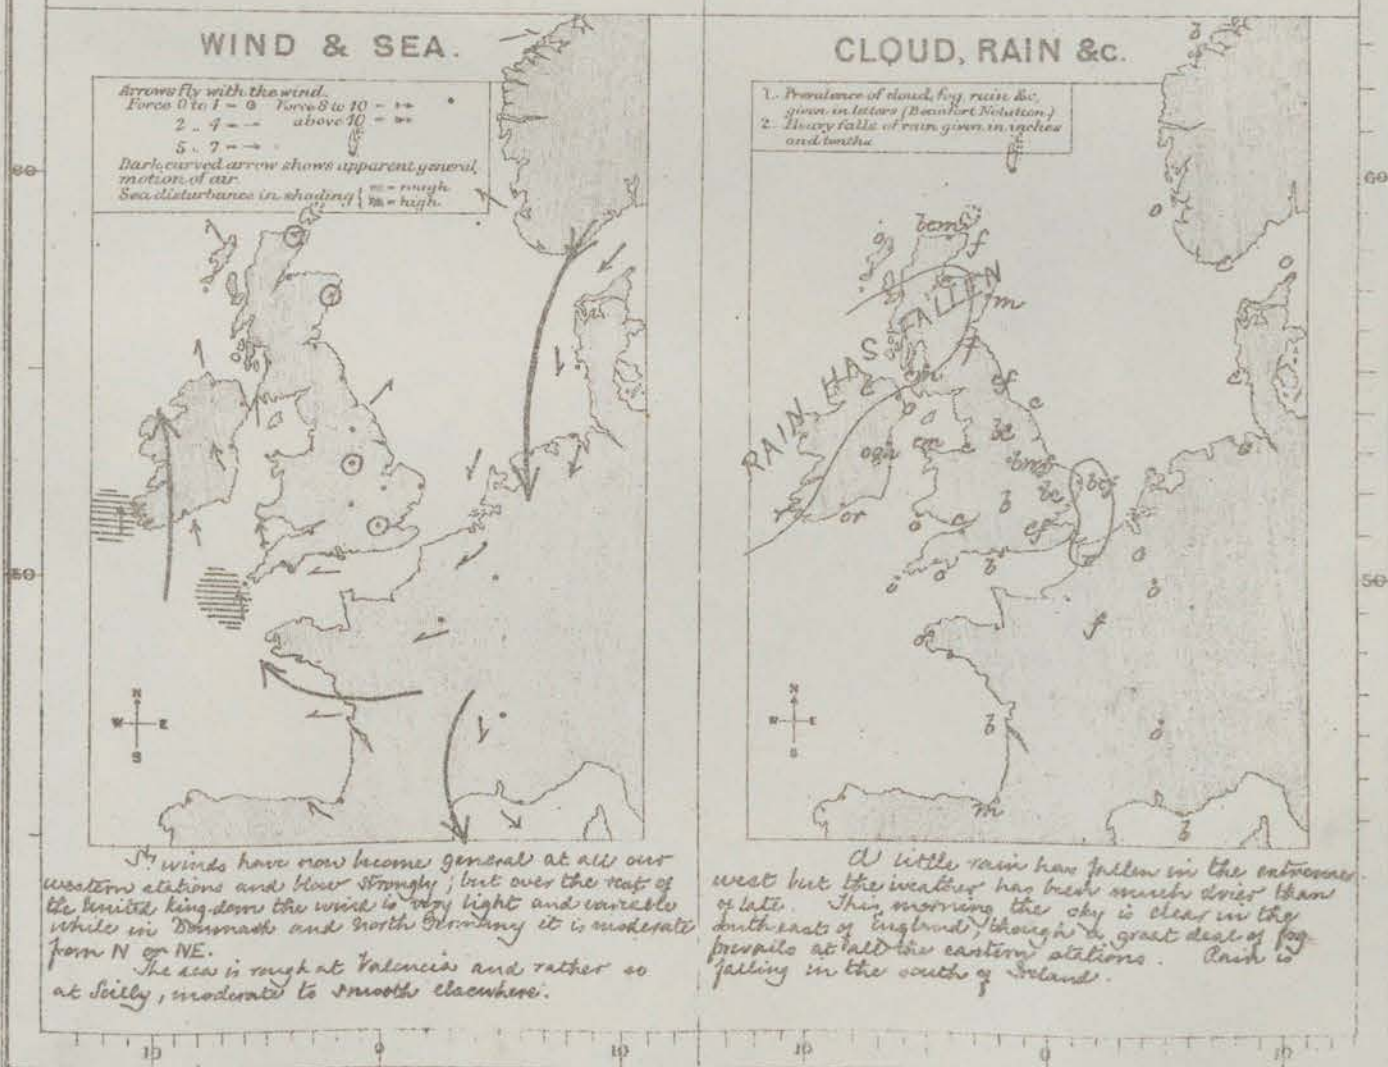 WIND & SEA.
Arrows fly with the wind.
Force 0 to 1 - Force 8 to 10 -
2 .. 4 - above 10 -
5 .. 7 -
Dark curved arrow shows apparent general
motion of air.
Sea disturbance in shading { = rough
= high.
60
50
N
W E
S
Sly winds have now become general at all our
western stations and blow strongly; but over the rest of
the United kingdom the wind is very light and variable
while in Denmark and North Germany it is moderate
from N or NE.
The sea is rough at Valencia and rather so
at Scilly, moderate to smooth elsewhere.
10 0 10
CLOUD, RAIN &c.
1. Prevalence of cloud, fog, rain &c,
given in letters (Beaufort Notation)
2. Heavy falls of rain given in inches
and tenths
60
50
RAIN HAS FALLEN
bcm
f
m
cf
c
bc
or
b
o
N
W E
S
A little rain has fallen in the extreme
west but the weather has been much drier than
of late. This morning the sky is clear in the
south east of England, though a great deal of fog
prevails at all the eastern stations. Rain is
falling in the south of Ireland.
10 0 10